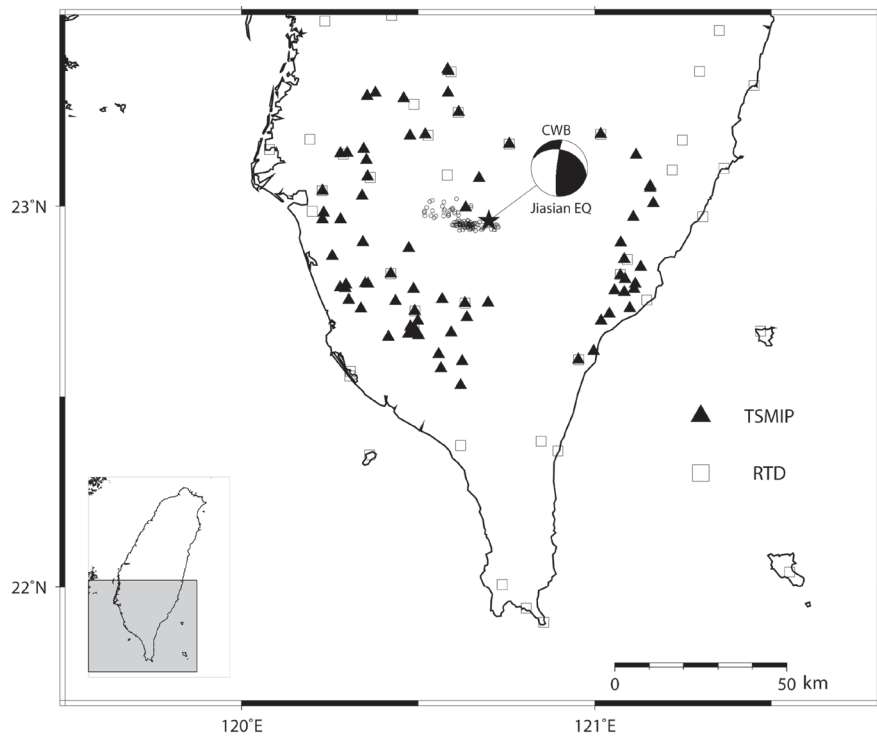 CWB
Jiasian EQ
23°N
TSMIP
RTD
22°N
0 50 km
120°E 121°E